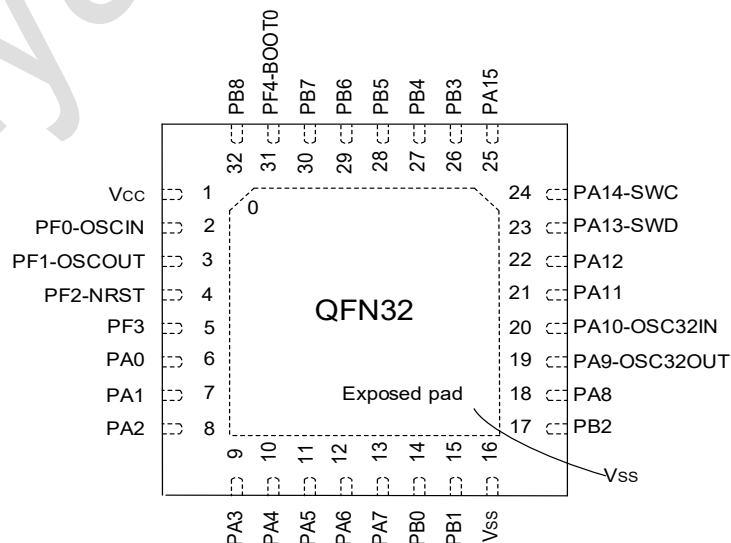 PB8
PF4-BOOT0
PB7
PB6
PB5
PB4
PB3
PA15
32
31
30
29
28
27
26
25
Vcc 1
PF0-OSCIN 2
PF1-OSCOUT 3
PF2-NRST 4
PF3 5
PA0 6
PA1 7
PA2 8
0
QFN32
Exposed pad
24 PA14-SWC
23 PA13-SWD
22 PA12
21 PA11
20 PA10-OSC32IN
19 PA9-OSC32OUT
18 PA8
17 PB2
Vss
9
10
11
12
13
14
15
16
PA3
PA4
PA5
PA6
PA7
PB0
PB1
Vss